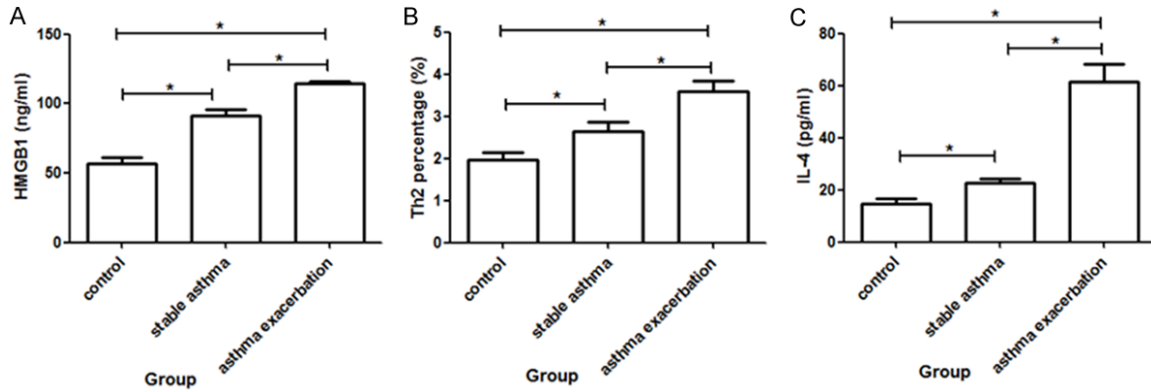 A
HMGB1 (ng/ml)
150
100
50
0
*
*
*
control
stable asthma
asthma exacerbation
Group
B
Th2 percentage (%)
5
4
3
2
1
0
*
*
*
control
stable asthma
asthma exacerbation
Group
C
IL-4 (pg/ml)
80
60
40
20
0
*
*
*
control
stable asthma
asthma exacerbation
Group